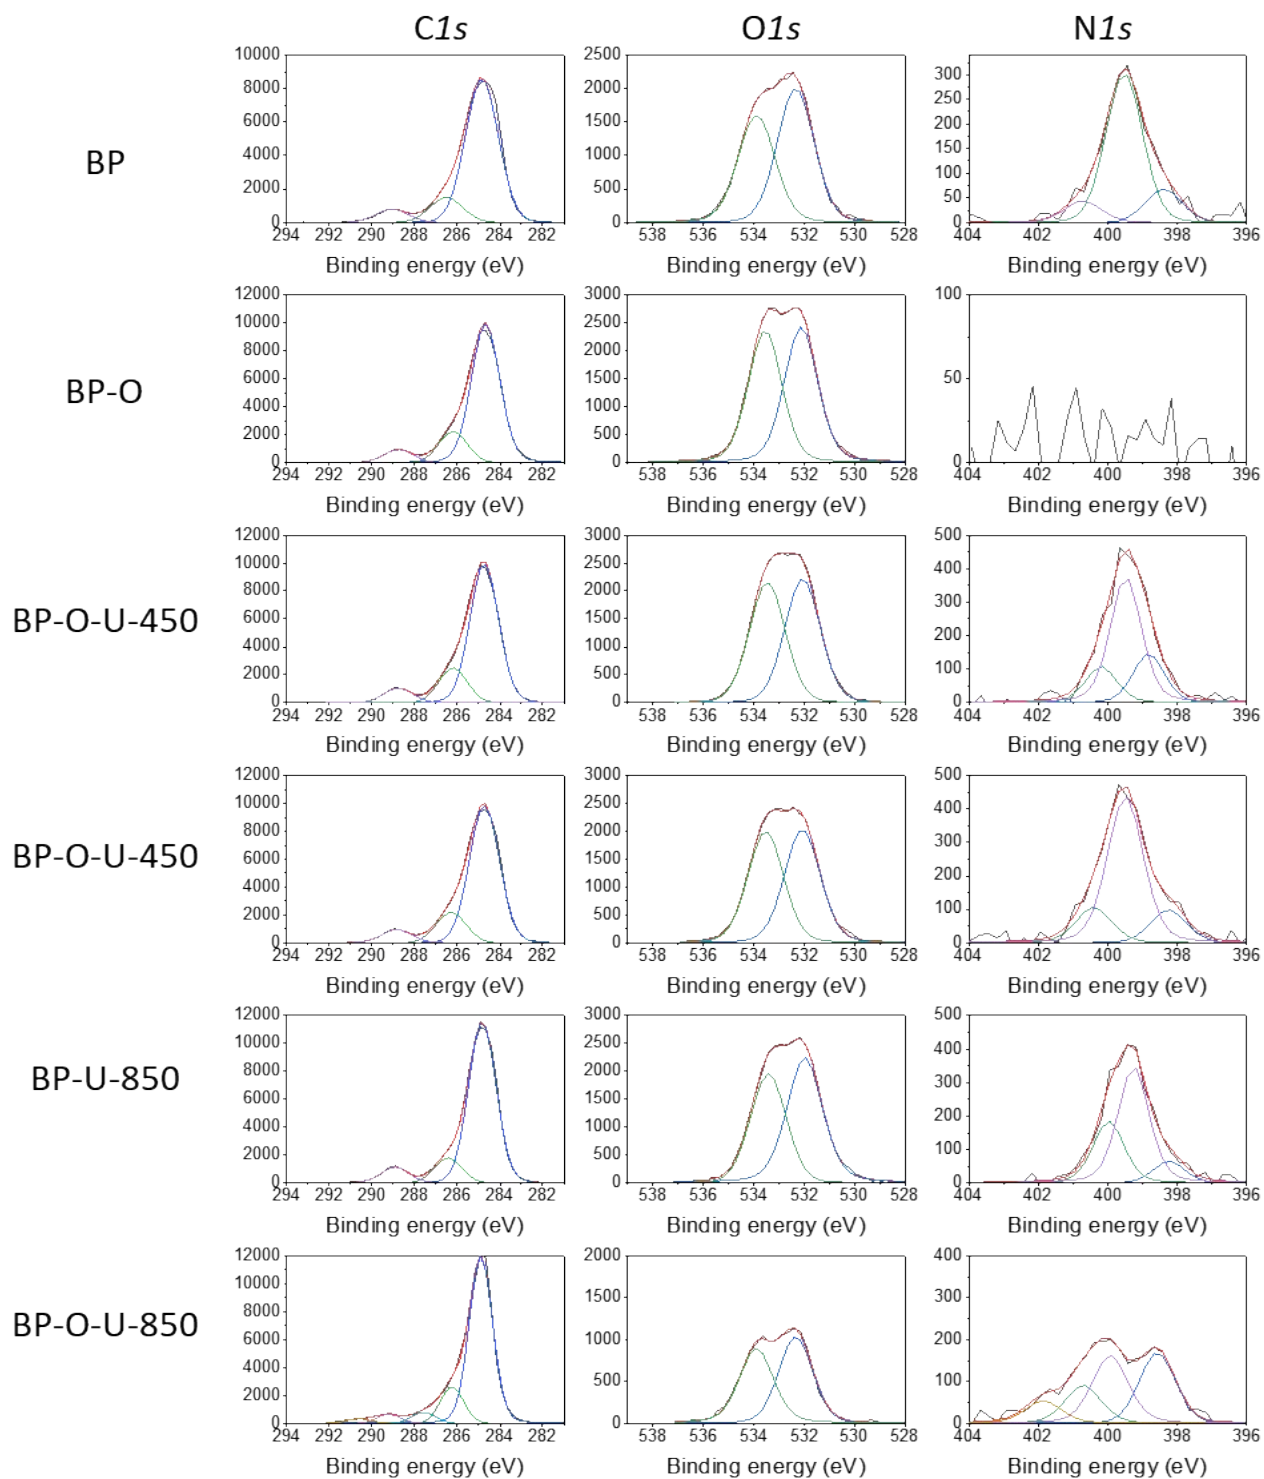 C1s O1s N1s
BP
10000 8000 6000 4000 2000 0
294 292 290 288 286 284 282
Binding energy (eV)
2500 2000 1500 1000 500 0
538 536 534 532 530 528
Binding energy (eV)
300 250 200 150 100 50 0
404 402 400 398 396
Binding energy (eV)
BP-O
12000 10000 8000 6000 4000 2000 0
294 292 290 288 286 284 282
Binding energy (eV)
3000 2500 2000 1500 1000 500 0
538 536 534 532 530 528
Binding energy (eV)
100 50 0
404 402 400 398 396
Binding energy (eV)
BP-O-U-450
12000 10000 8000 6000 4000 2000 0
294 292 290 288 286 284 282
Binding energy (eV)
3000 2500 2000 1500 1000 500 0
538 536 534 532 530 528
Binding energy (eV)
500 400 300 200 100 0
404 402 400 398 396
Binding energy (eV)
BP-O-U-450
12000 10000 8000 6000 4000 2000 0
294 292 290 288 286 284 282
Binding energy (eV)
3000 2500 2000 1500 1000 500 0
538 536 534 532 530 528
Binding energy (eV)
500 400 300 200 100 0
404 402 400 398 396
Binding energy (eV)
BP-U-850
12000 10000 8000 6000 4000 2000 0
294 292 290 288 286 284 282
Binding energy (eV)
3000 2500 2000 1500 1000 500 0
538 536 534 532 530 528
Binding energy (eV)
500 400 300 200 100 0
404 402 400 398 396
Binding energy (eV)
BP-O-U-850
12000 10000 8000 6000 4000 2000 0
294 292 290 288 286 284 282
Binding energy (eV)
2000 1500 1000 500 0
538 536 534 532 530 528
Binding energy (eV)
400 300 200 100 0
404 402 400 398 396
Binding energy (eV)